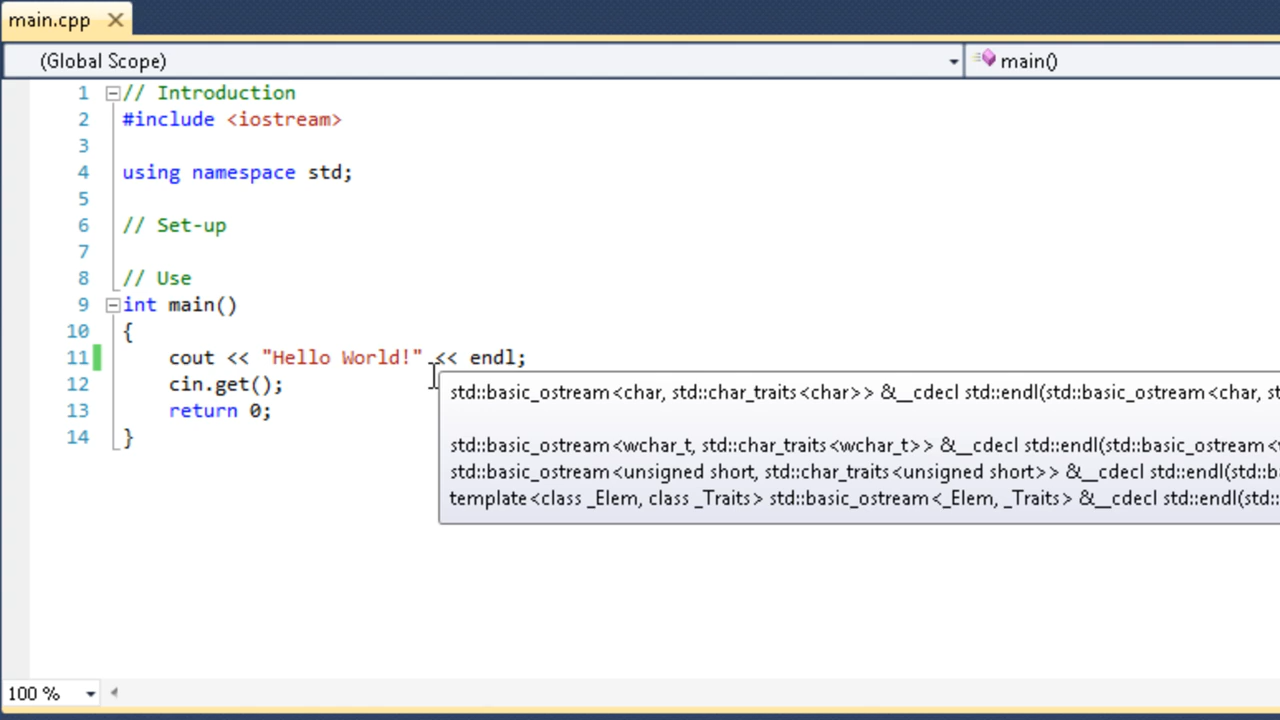 main.cpp
(Global Scope) main()
1 // Introduction
2 #include <iostream>
3
4 using namespace std;
5
6 // Set-up
7
8 // Use
9 int main()
10 {
11 cout << "Hello World!" << endl;
12 cin.get();
13 return 0;
14 }
std::basic_ostream<char, std::char_traits<char>> &__cdecl std::endl(std::basic_ostream<char, st
std::basic_ostream<wchar_t, std::char_traits<wchar_t>> &__cdecl std::endl(std::basic_ostream<
std::basic_ostream<unsigned short, std::char_traits<unsigned short>> &__cdecl std::endl(std::ba
template<class _Elem, class _Traits> std::basic_ostream<_Elem, _Traits> &__cdecl std::endl(std::
100 %